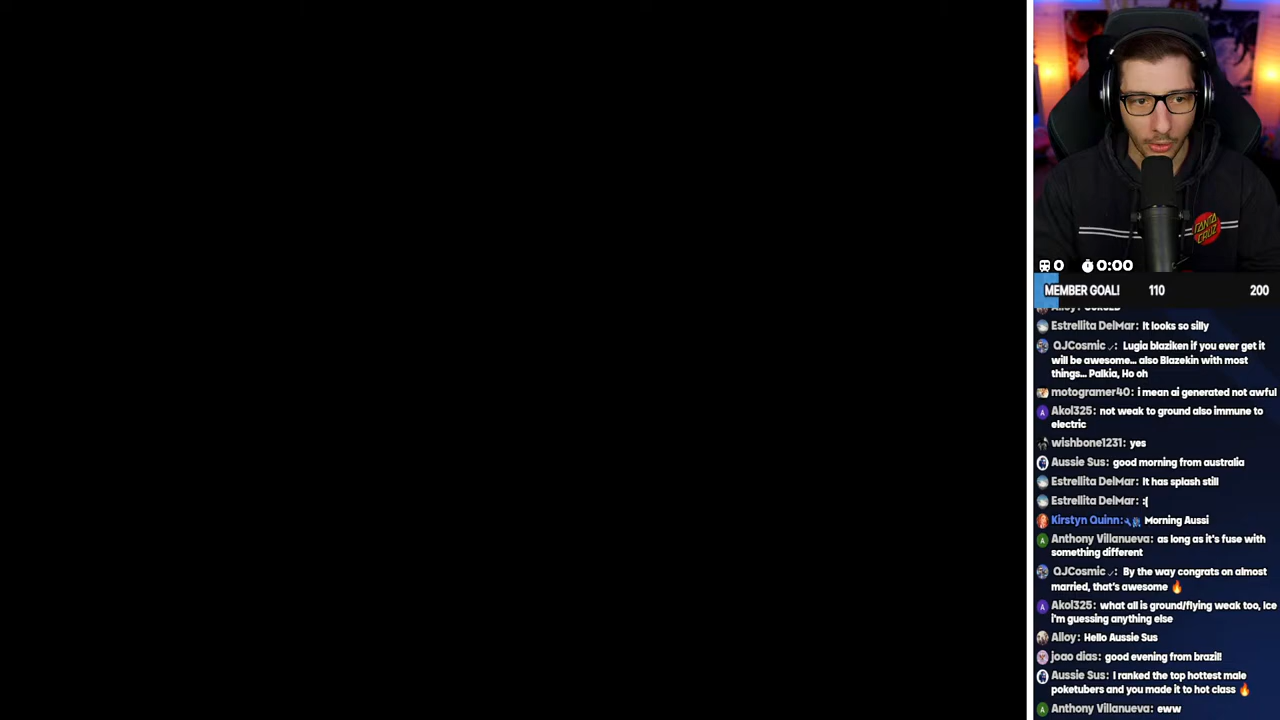 SANTA
CRUZ
0 0:00
MEMBER GOAL! 110 200
Estrellita DelMar: It looks so silly
QJCosmic: Lugia blaziken if you ever get it
will be awesome... also Blazekin with most
things... Palkia, Ho oh
motogramer40: i mean ai generated not awful
Akol325: not weak to ground also immune to
electric
wishbone1231: yes
Aussie Sus: good morning from australia
Estrellita DelMar: It has splash still
Estrellita DelMar: :(
Kirstyn Quinn: Morning Aussi
Anthony Villanueva: as long as it's fuse with
something different
QJCosmic: By the way congrats on almost
married, that's awesome 🔥
Akol325: what all is ground/flying weak too, Ice
i'm guessing anything else
Alloy: Hello Aussie Sus
joao dias: good evening from brazil!
Aussie Sus: I ranked the top hottest male
poketubers and you made it to hot class 🔥
Anthony Villanueva: eww